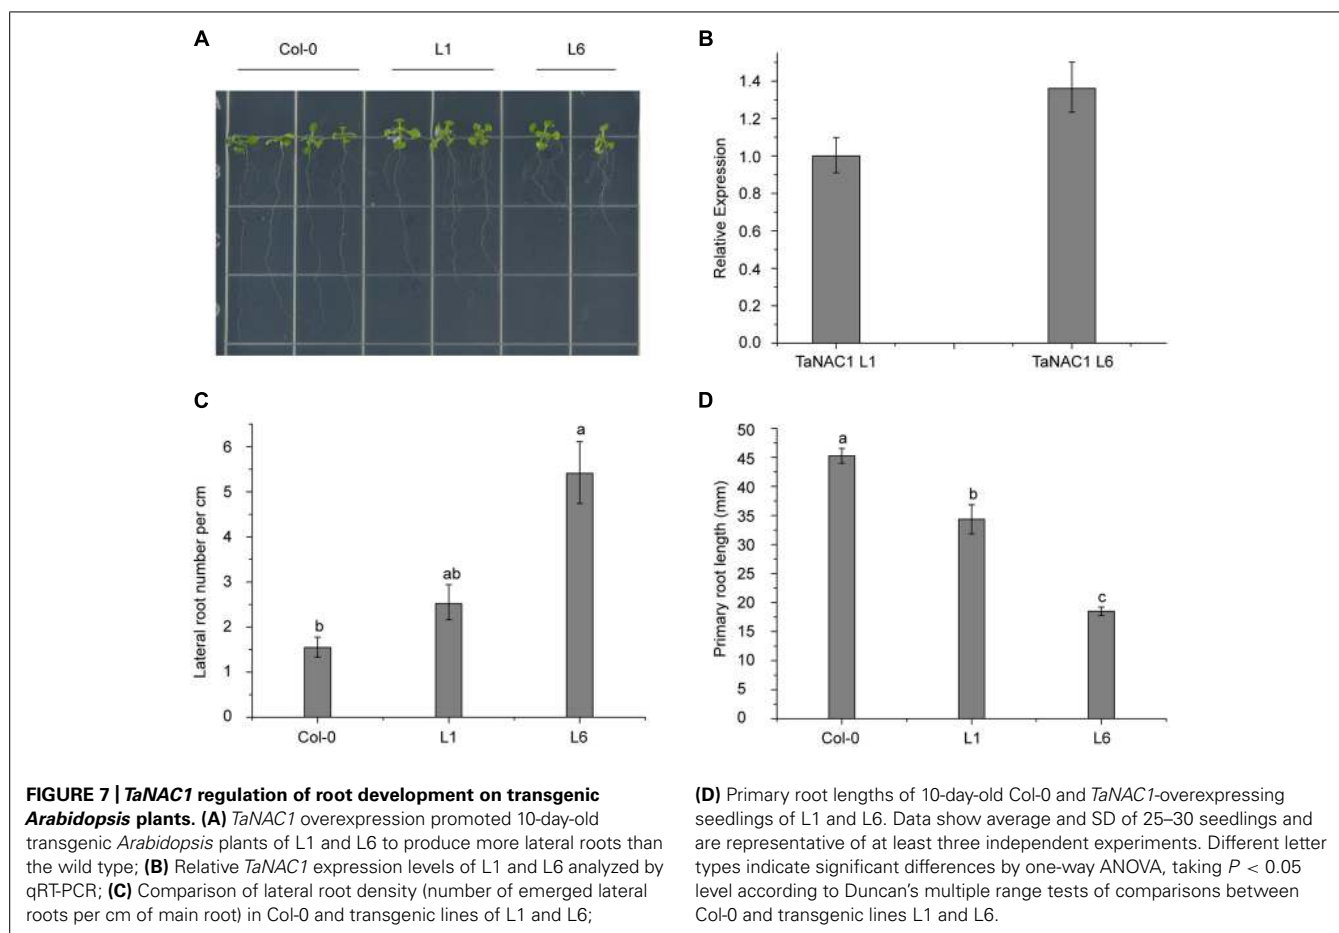 A
Col-0
L1
L6
B
Relative Expression
1.4
1.2
1.0
0.8
0.6
0.4
0.2
0.0
TaNAC1 L1
TaNAC1 L6
C
Lateral root number per cm
6
5
4
3
2
1
0
b
ab
a
Col-0
L1
L6
D
Primary root length (mm)
50
45
40
35
30
25
20
15
10
5
0
a
b
c
Col-0
L1
L6
FIGURE 7 | TaNAC1 regulation of root development on transgenic
Arabidopsis plants. (A) TaNAC1 overexpression promoted 10-day-old
transgenic Arabidopsis plants of L1 and L6 to produce more lateral roots than
the wild type; (B) Relative TaNAC1 expression levels of L1 and L6 analyzed by
qRT-PCR; (C) Comparison of lateral root density (number of emerged lateral
roots per cm of main root) in Col-0 and transgenic lines of L1 and L6;
(D) Primary root lengths of 10-day-old Col-0 and TaNAC1-overexpressing
seedlings of L1 and L6. Data show average and SD of 25–30 seedlings and
are representative of at least three independent experiments. Different letter
types indicate significant differences by one-way ANOVA, taking P < 0.05
level according to Duncan's multiple range tests of comparisons between
Col-0 and transgenic lines L1 and L6.